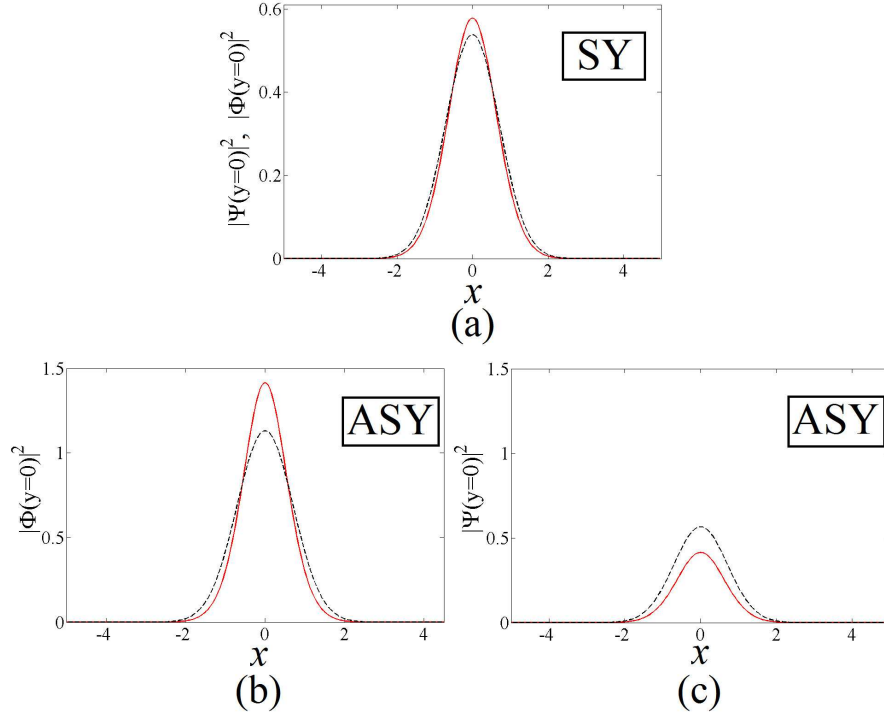 0.6
0.4
0.2
0
|Ψ(y=0)|², |Φ(y=0)|²
SY
-4 -2 0 2 4
x
(a)
1.5
1
0.5
0
|Φ(y=0)|²
ASY
-4 -2 0 2 4
x
(b)
1.5
1
0.5
0
|Ψ(y=0)|²
ASY
-4 -2 0 2 4
x
(c)